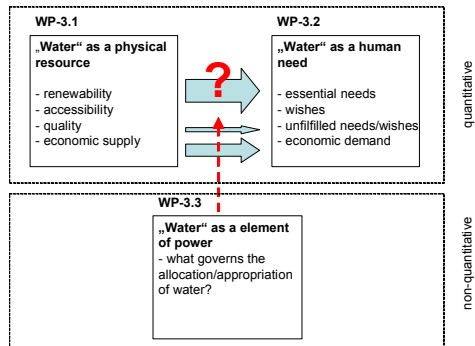 WP-3.1
„Water“ as a physical
resource
- renewability
- accessibility
- quality
- economic supply
?
WP-3.2
„Water“ as a human
need
- essential needs
- wishes
- unfilfilled needs/wishes
- economic demand
quantitative
WP-3.3
„Water“ as a element
of power
- what governs the
allocation/appropriation
of water?
non-quantitative